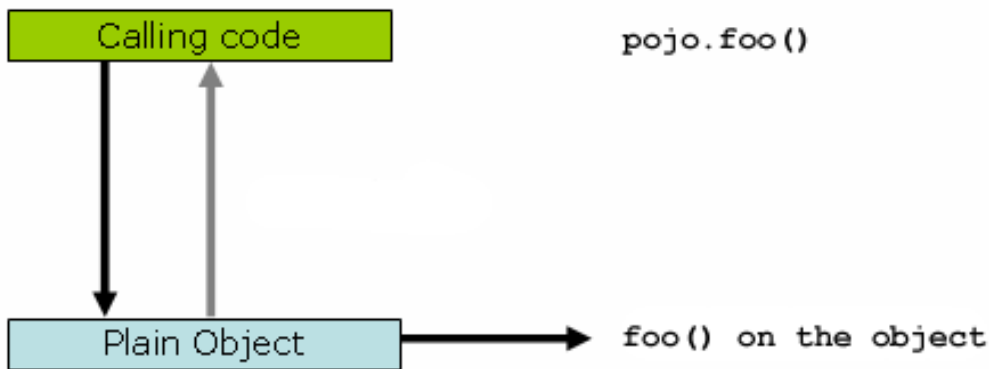 Calling code
pojo.foo()
Plain Object
foo() on the object